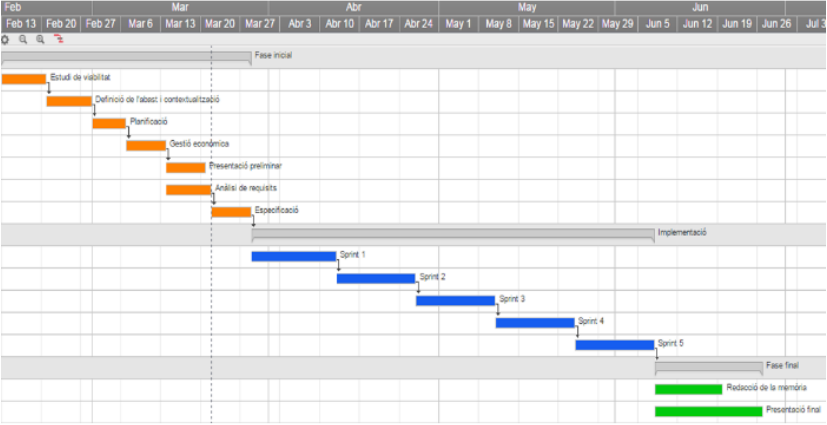 Feb Mar Abr May Jun
Feb 13 Feb 20 Feb 27 Mar 6 Mar 13 Mar 20 Mar 27 Abr 3 Abr 10 Abr 17 Abr 24 May 1 May 8 May 15 May 22 May 29 Jun 5 Jun 12 Jun 19 Jun 26 Jul 3
Fase inicial
Estudi de viabilitat
Definició de l'abast i contextualització
Planificació
Gestió econòmica
Presentació preliminar
Anàlisi de requisits
Especificació
Implementació
Sprint 1
Sprint 2
Sprint 3
Sprint 4
Sprint 5
Fase final
Redacció de la memòria
Presentació final